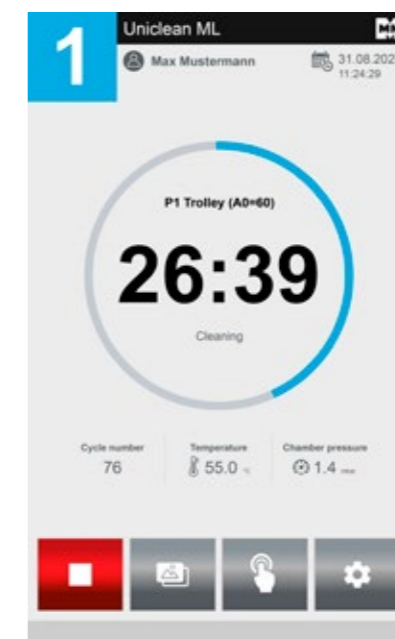 1
Uniclean ML
Max Mustermann
31.08.202
11:24:29
P1 Trolley (A0=60)
26:39
Cleaning
Cycle number
76
Temperature
55.0
Chamber pressure
1.4